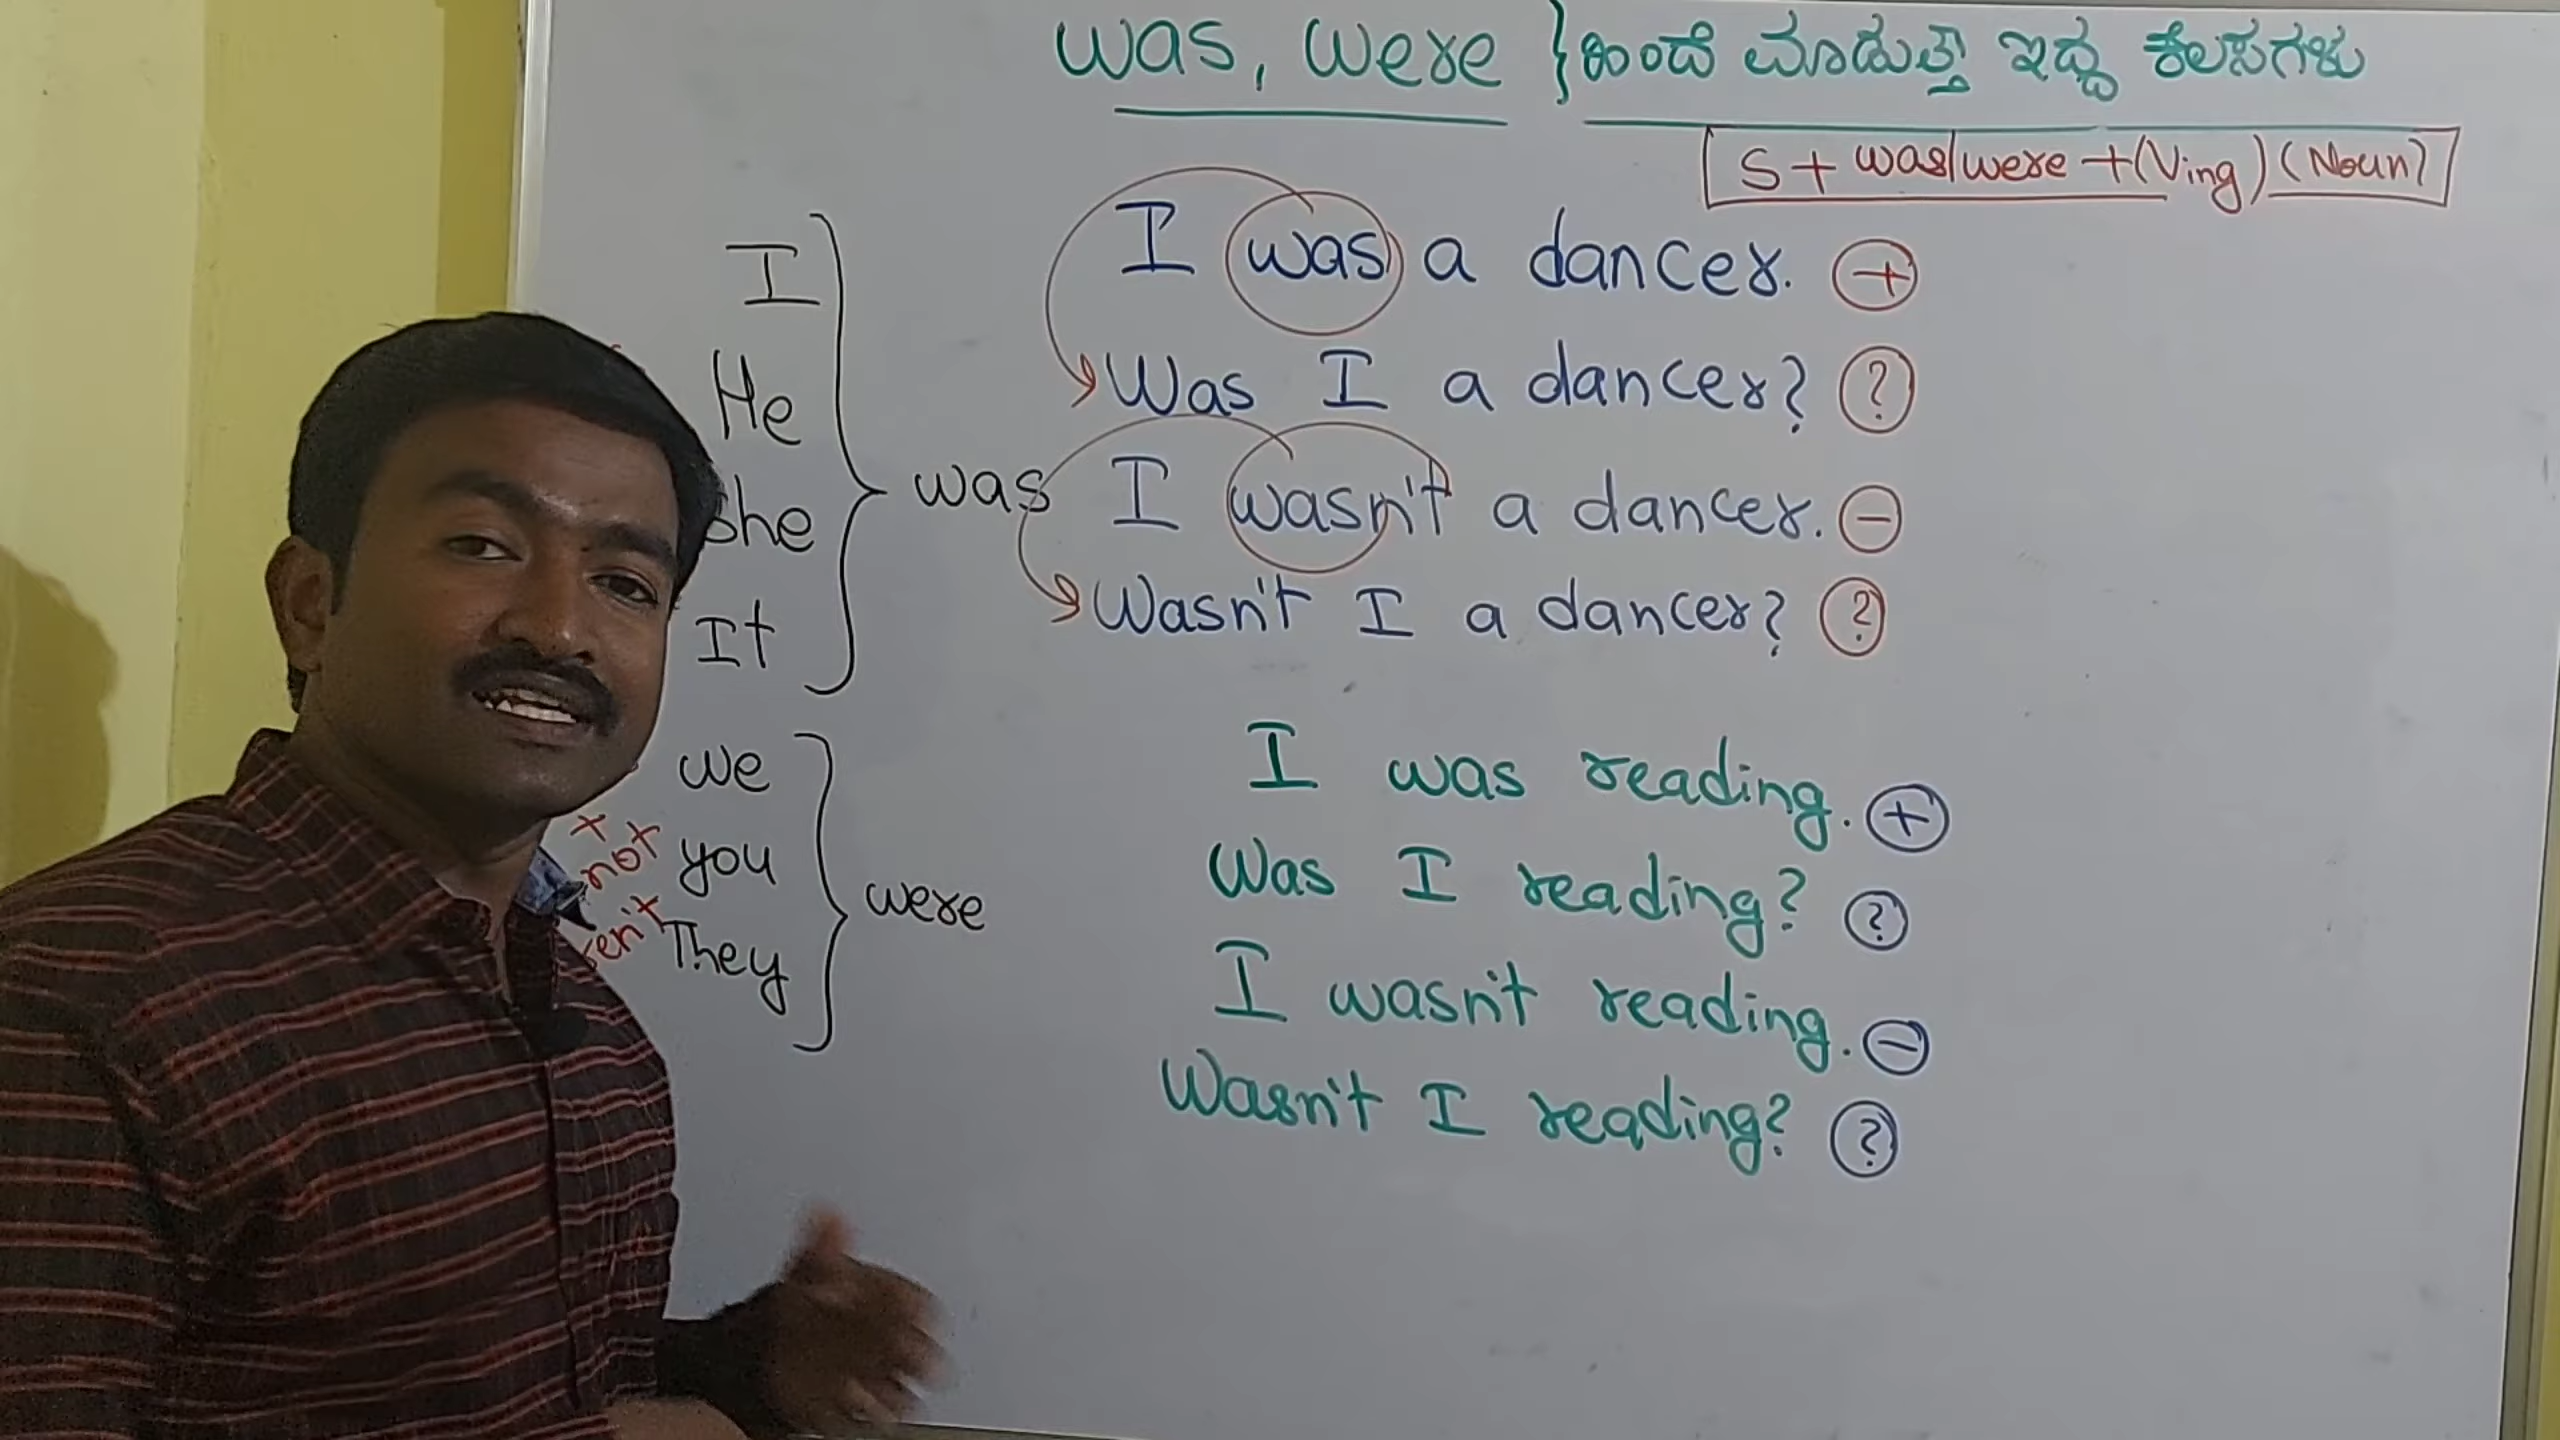 was, were } ಹಿಂದೆ ಮಾಡುತ್ತಾ ಇದ್ದ ಕೆಲಸಗಳು
S + was/were + (Ving) (Noun)
I
He
She
It
was
we
you
They
were
x x
not
x
I was a dancer. +
Was I a dancer? ?
I wasn't a dancer. -
Wasn't I a dancer? ?
I was reading. +
Was I reading? ?
I wasn't reading. -
Wasn't I reading? ?